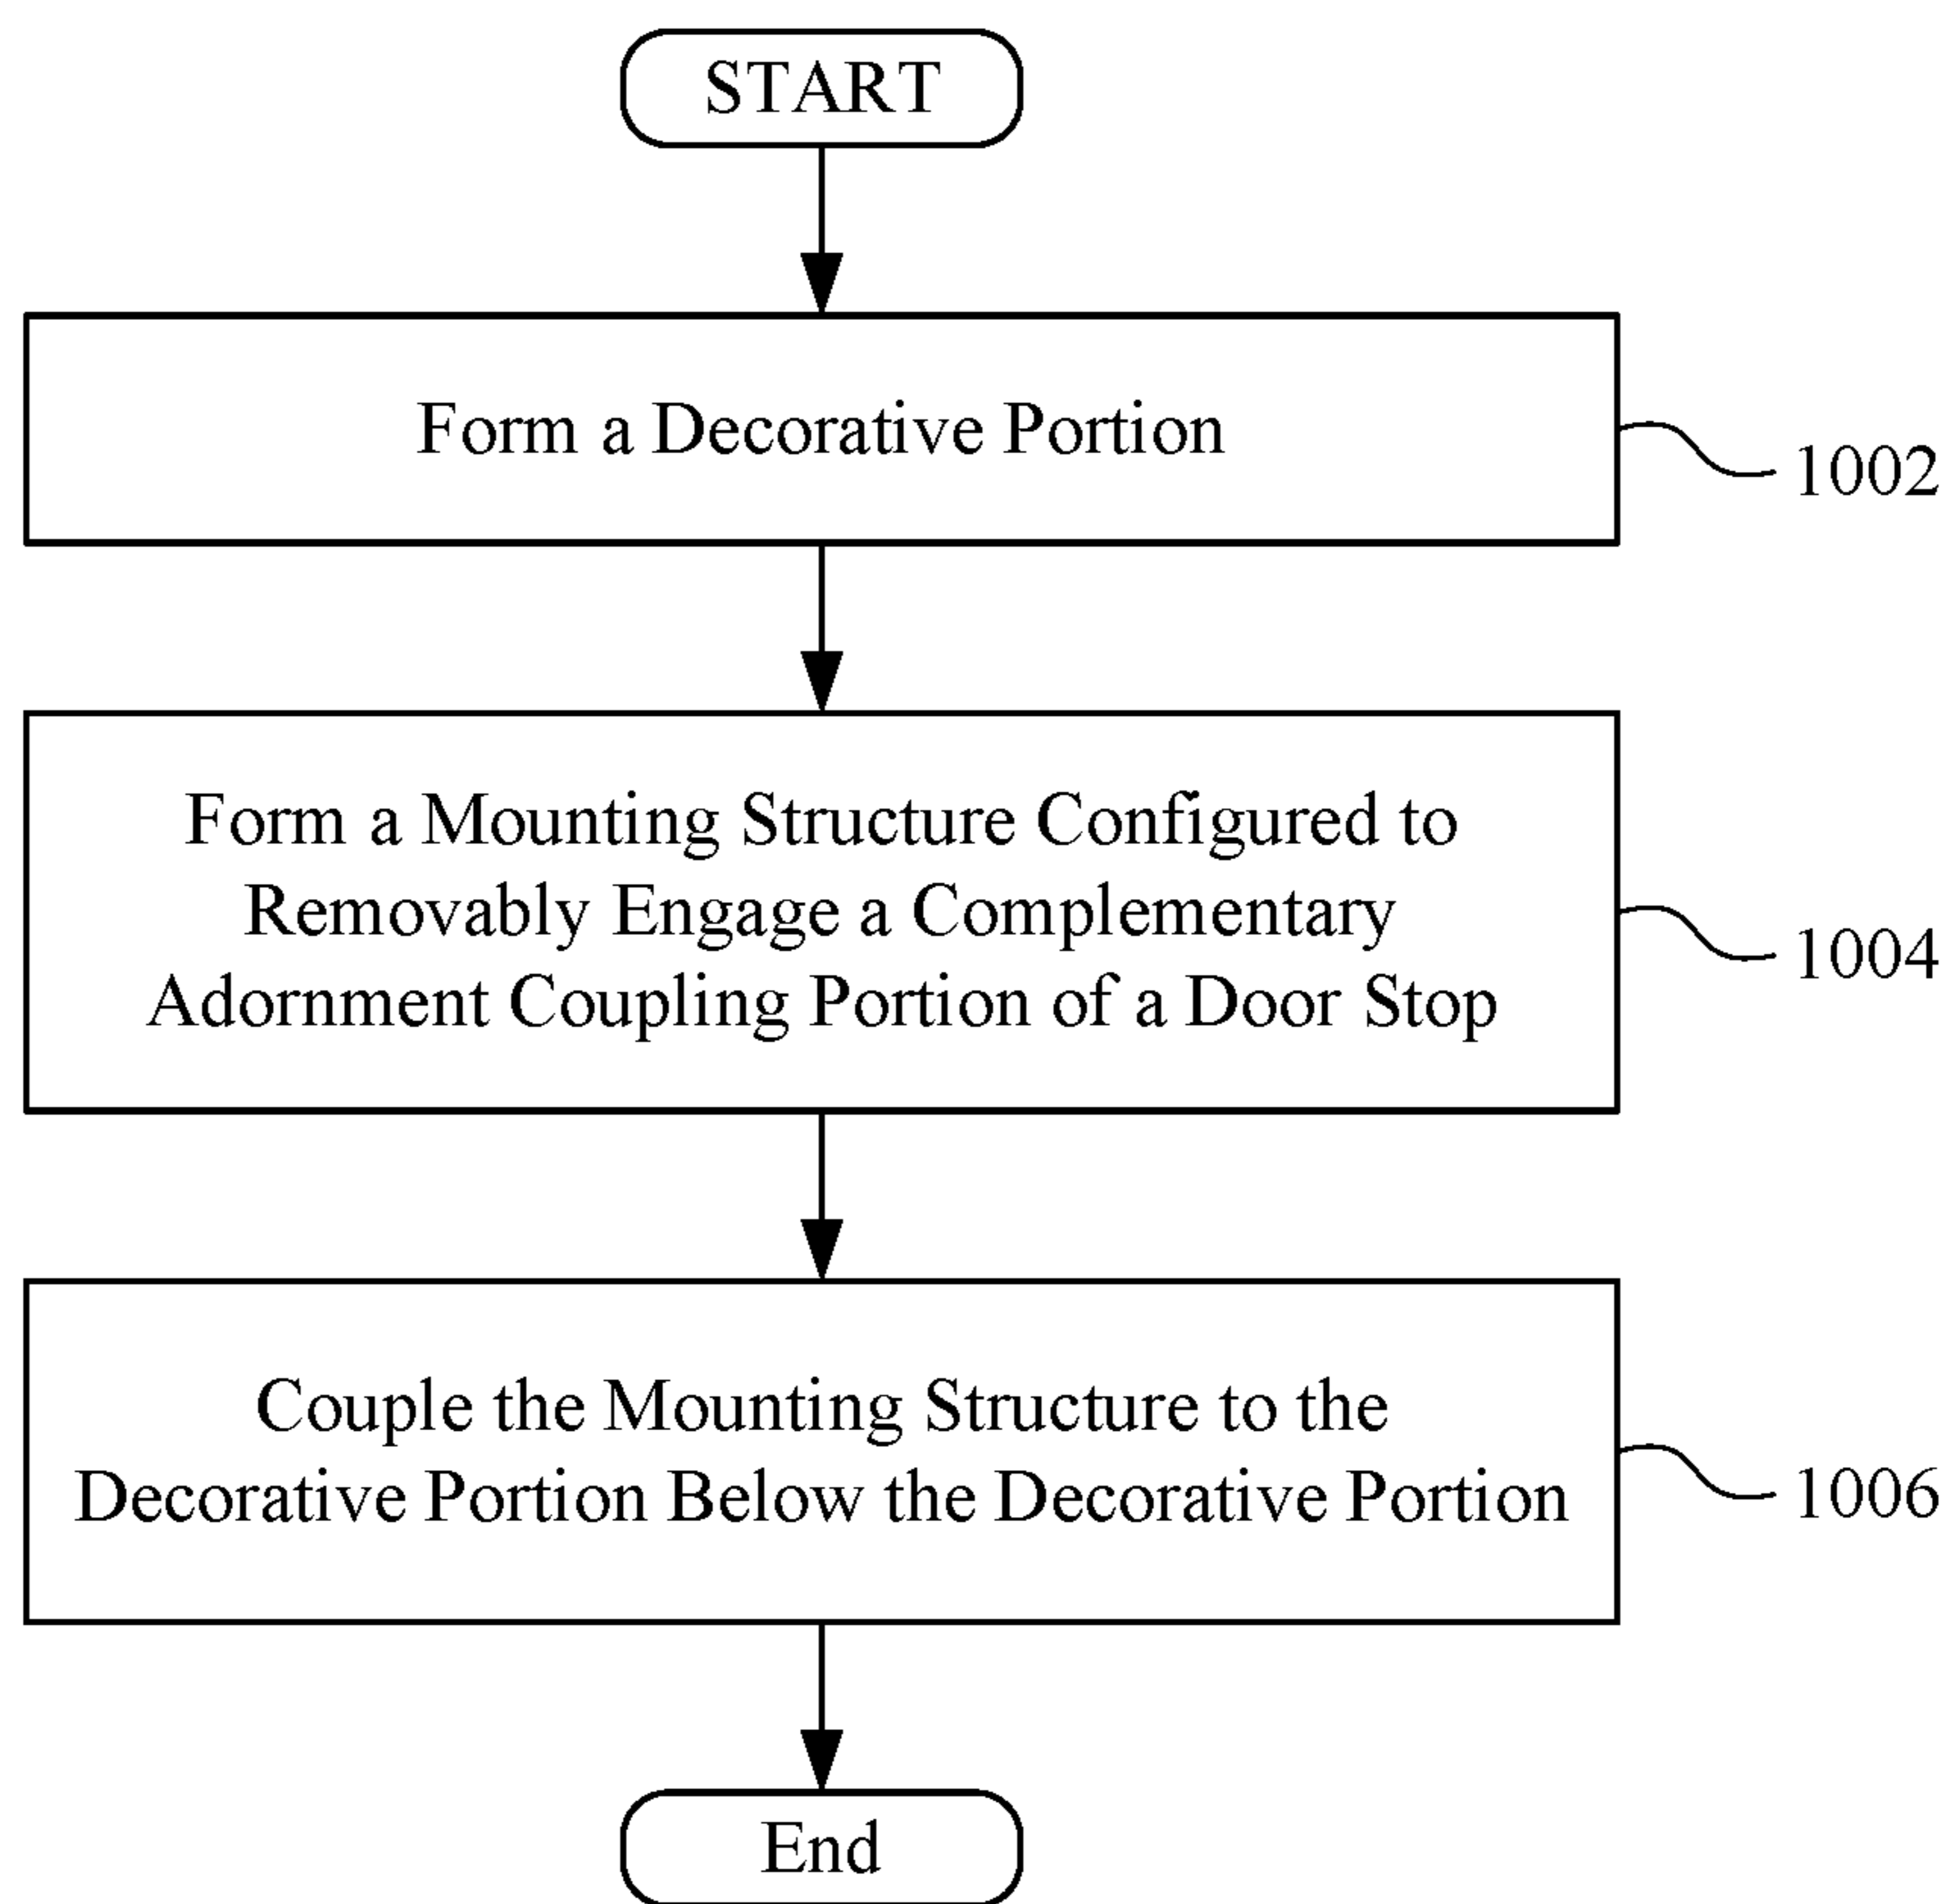 START
Form a Decorative Portion
1002
Form a Mounting Structure Configured to
Removably Engage a Complementary
Adornment Coupling Portion of a Door Stop
1004
Couple the Mounting Structure to the
Decorative Portion Below the Decorative Portion
1006
End